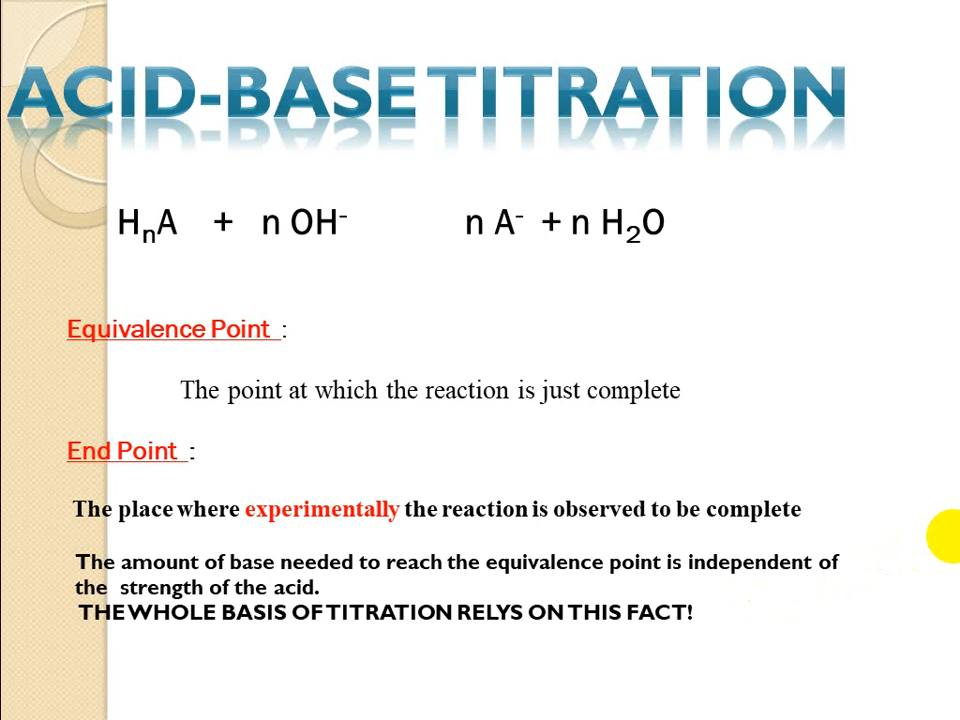 ACID-BASE TITRATION
HₙA + n OH⁻ n A⁻ + n H₂O
Equivalence Point :
The point at which the reaction is just complete
End Point :
The place where experimentally the reaction is observed to be complete
The amount of base needed to reach the equivalence point is independent of
the strength of the acid.
THE WHOLE BASIS OF TITRATION RELYS ON THIS FACT!